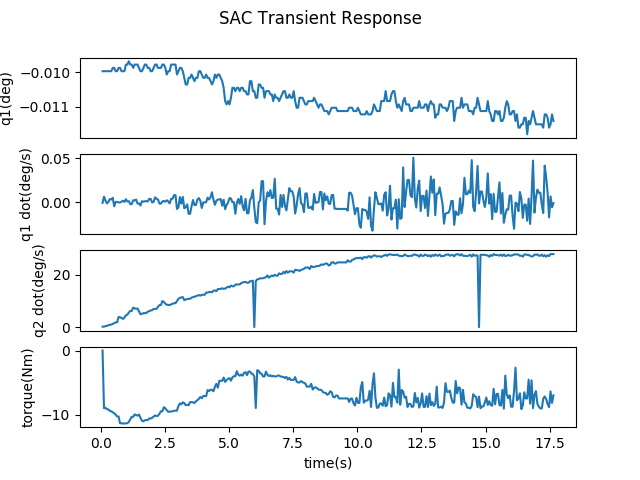 SAC Transient Response
q1(deg)
−0.010
−0.011
q1 dot(deg/s)
0.05
0.00
q2 dot(deg/s)
20
0
torque(Nm)
0
−10
0.0 2.5 5.0 7.5 10.0 12.5 15.0 17.5
time(s)